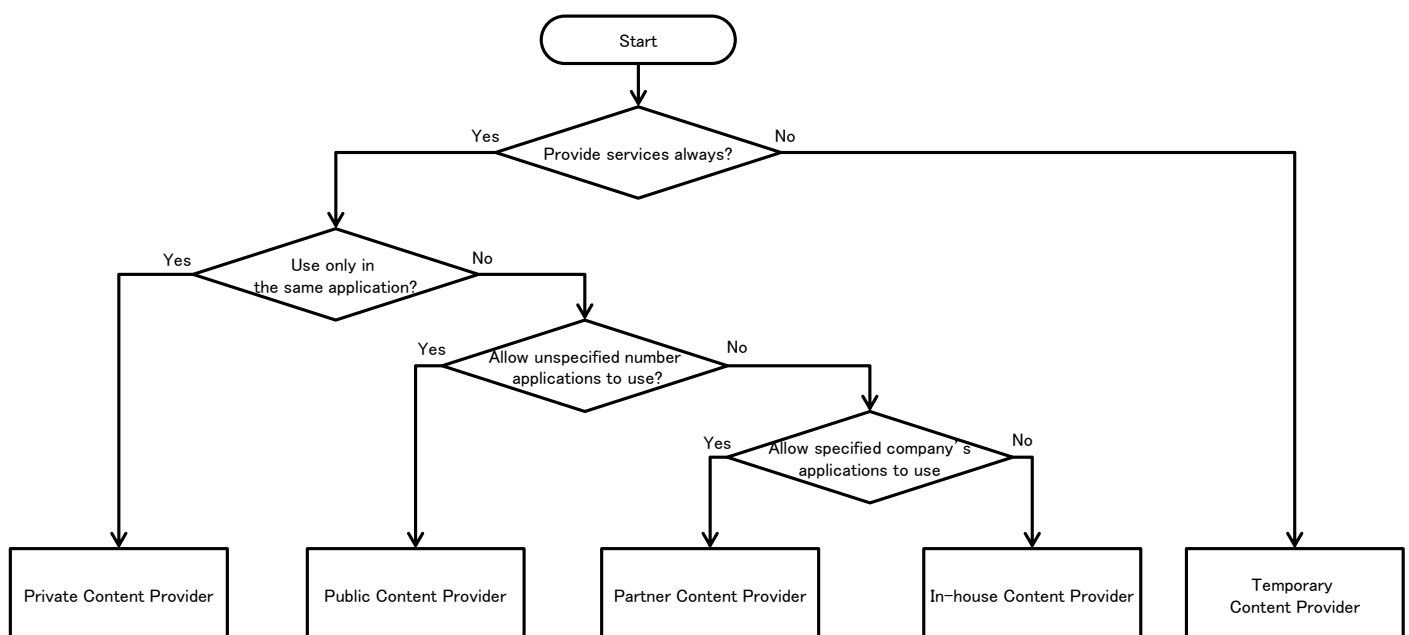 Start
Yes
No
Provide services always?
Yes
No
Use only in
the same application?
Yes
No
Allow unspecified number
applications to use?
Yes
No
Allow specified company's
applications to use
Private Content Provider
Public Content Provider
Partner Content Provider
In-house Content Provider
Temporary
Content Provider